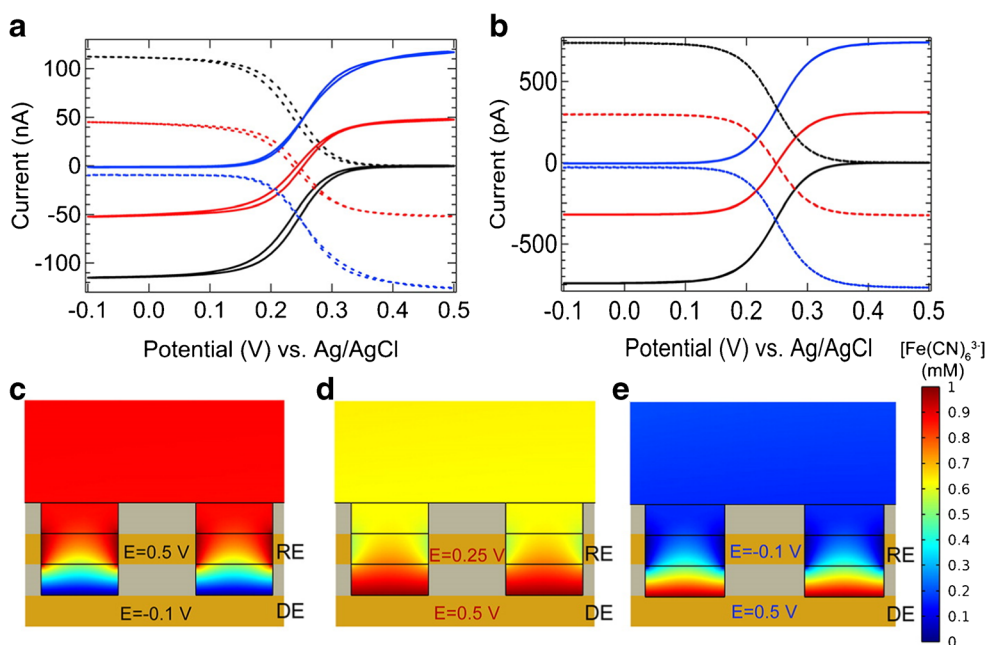 a
b
100
50
0
-50
-100
Current (nA)
-0.1 0.0 0.1 0.2 0.3 0.4 0.5
Potential (V) vs. Ag/AgCl
500
0
-500
Current (pA)
-0.1 0.0 0.1 0.2 0.3 0.4 0.5
Potential (V) vs. Ag/AgCl
[Fe(CN)₆³⁻]
(mM)
c
d
e
E=0.5 V
RE
E=-0.1 V
DE
E=0.25 V
RE
E=0.5 V
DE
E=-0.1 V
RE
E=0.5 V
DE
1
0.9
0.8
0.7
0.6
0.5
0.4
0.3
0.2
0.1
0